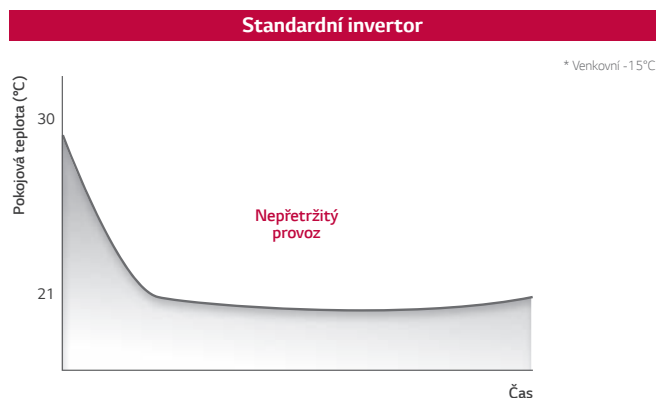 Standardní invertor
* Venkovní -15°C
Pokojová teplota (°C)
30
Nepřetržitý
provoz
21
Čas